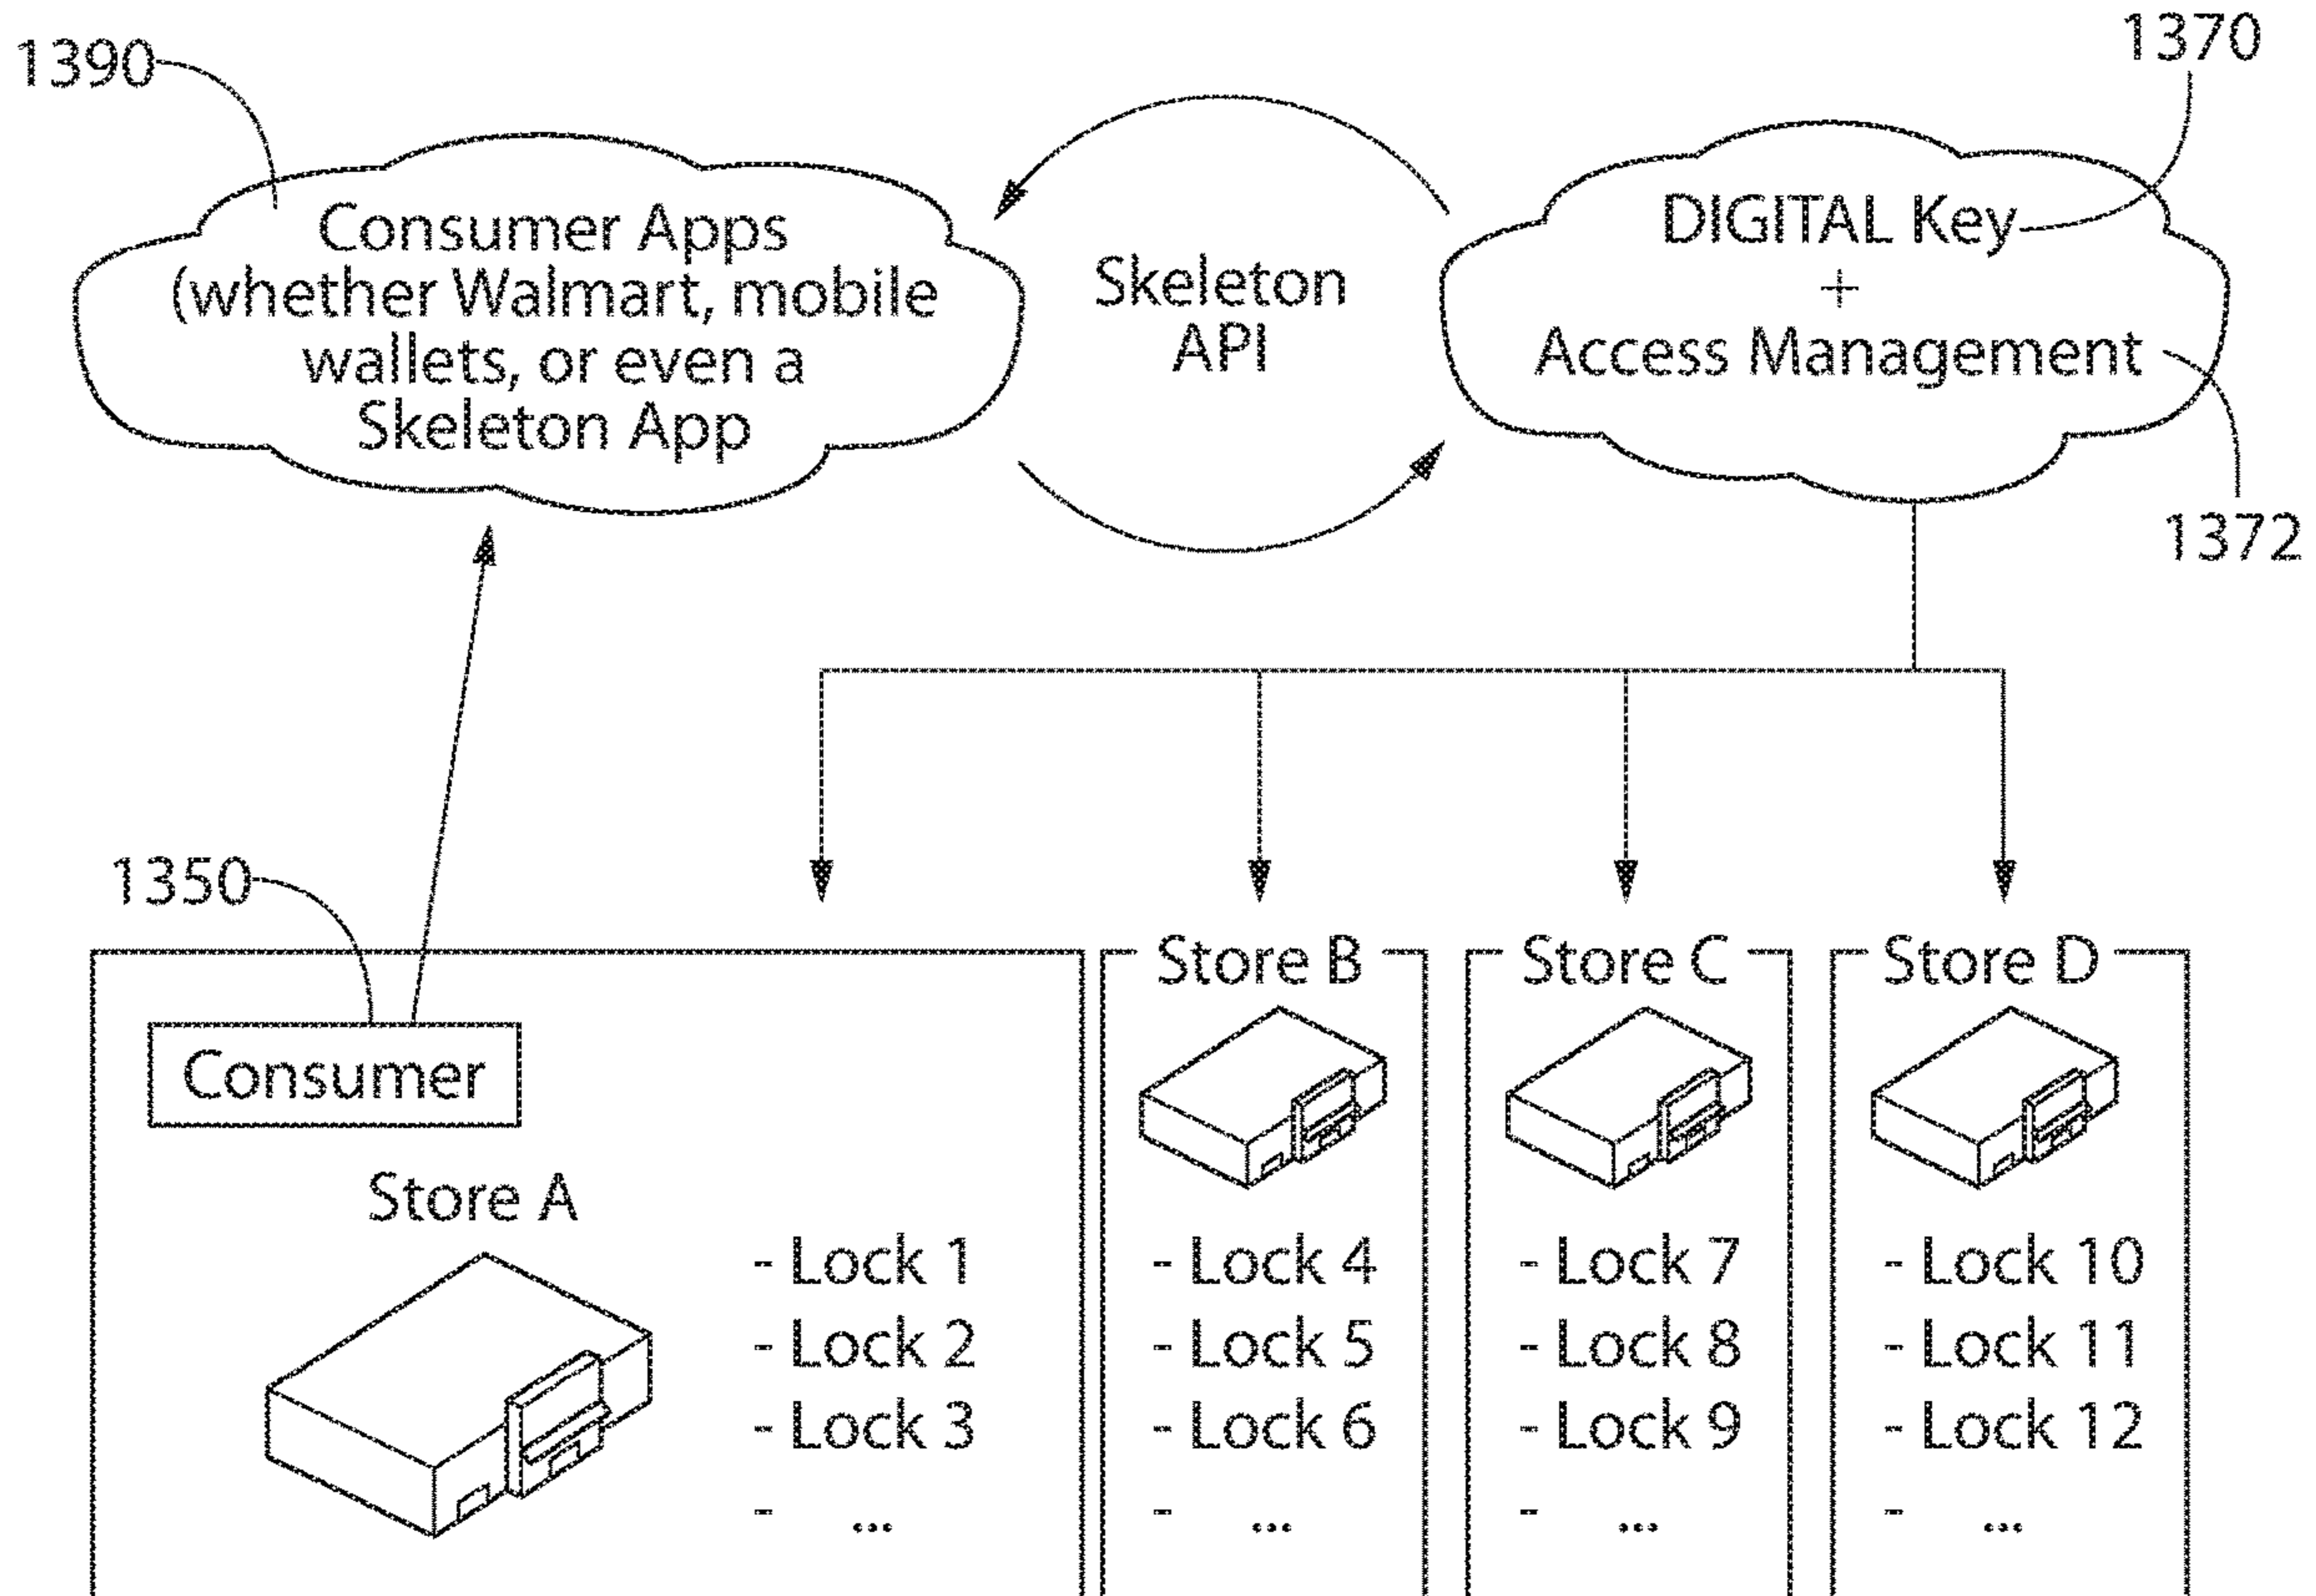 1390
1370
Consumer Apps
(whether Walmart, mobile
wallets, or even a
Skeleton App
Skeleton
API
DIGITAL Key
+
Access Management
1372
1350
Consumer
Store A
- Lock 1
- Lock 2
- Lock 3
- ...
Store B
- Lock 4
- Lock 5
- Lock 6
- ...
Store C
- Lock 7
- Lock 8
- Lock 9
- ...
Store D
- Lock 10
- Lock 11
- Lock 12
- ...